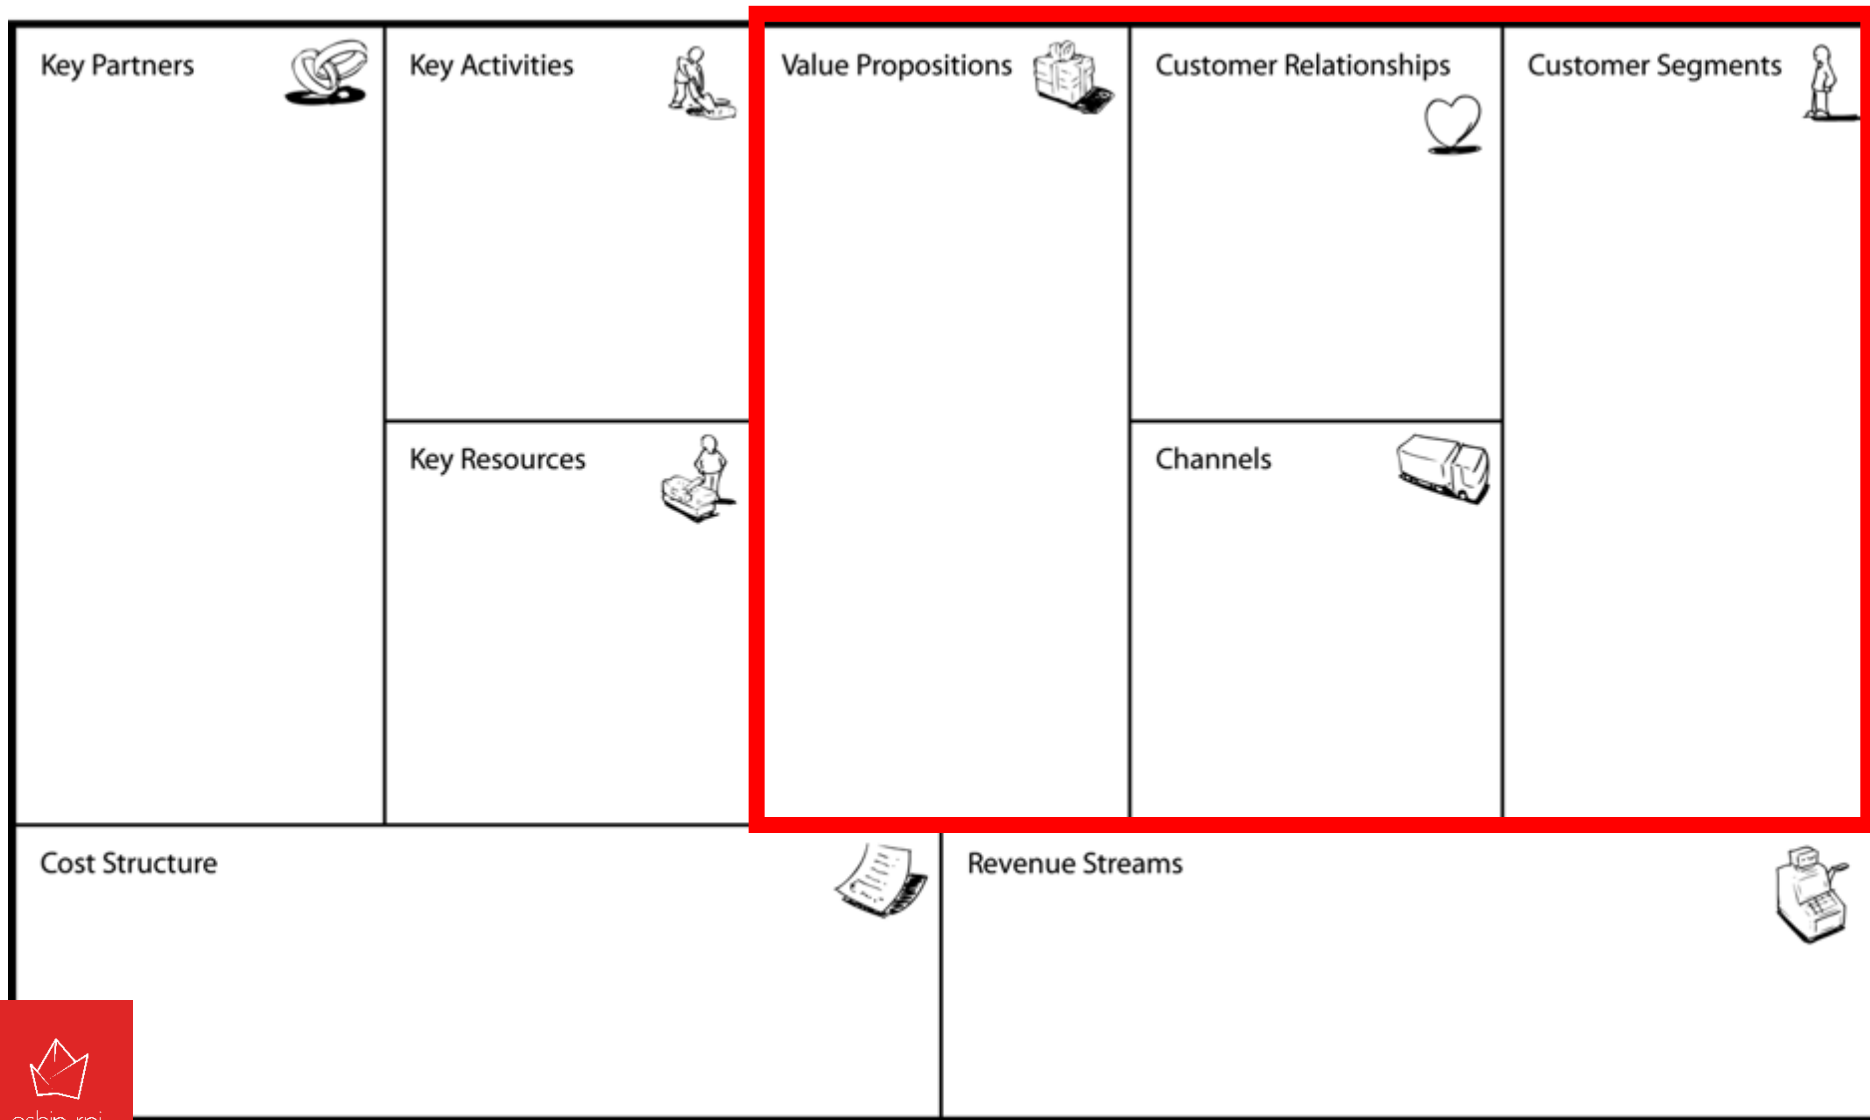 Key Partners
Key Activities
Value Propositions
Customer Relationships
Customer Segments
Key Resources
Channels
Cost Structure
Revenue Streams